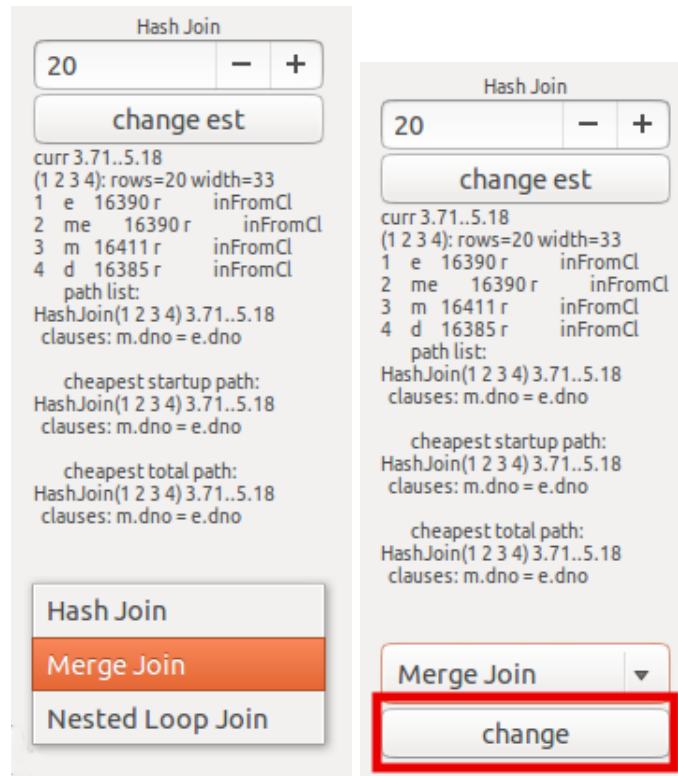 Hash Join
20 − +
change est
curr 3.71..5.18
(1 2 3 4): rows=20 width=33
1 e 16390 r inFromCl
2 me 16390 r inFromCl
3 m 16411 r inFromCl
4 d 16385 r inFromCl
path list:
HashJoin(1 2 3 4) 3.71..5.18
clauses: m.dno = e.dno
cheapest startup path:
HashJoin(1 2 3 4) 3.71..5.18
clauses: m.dno = e.dno
cheapest total path:
HashJoin(1 2 3 4) 3.71..5.18
clauses: m.dno = e.dno
Hash Join
Merge Join
Nested Loop Join
Hash Join
20 − +
change est
curr 3.71..5.18
(1 2 3 4): rows=20 width=33
1 e 16390 r inFromCl
2 me 16390 r inFromCl
3 m 16411 r inFromCl
4 d 16385 r inFromCl
path list:
HashJoin(1 2 3 4) 3.71..5.18
clauses: m.dno = e.dno
cheapest startup path:
HashJoin(1 2 3 4) 3.71..5.18
clauses: m.dno = e.dno
cheapest total path:
HashJoin(1 2 3 4) 3.71..5.18
clauses: m.dno = e.dno
Merge Join
change